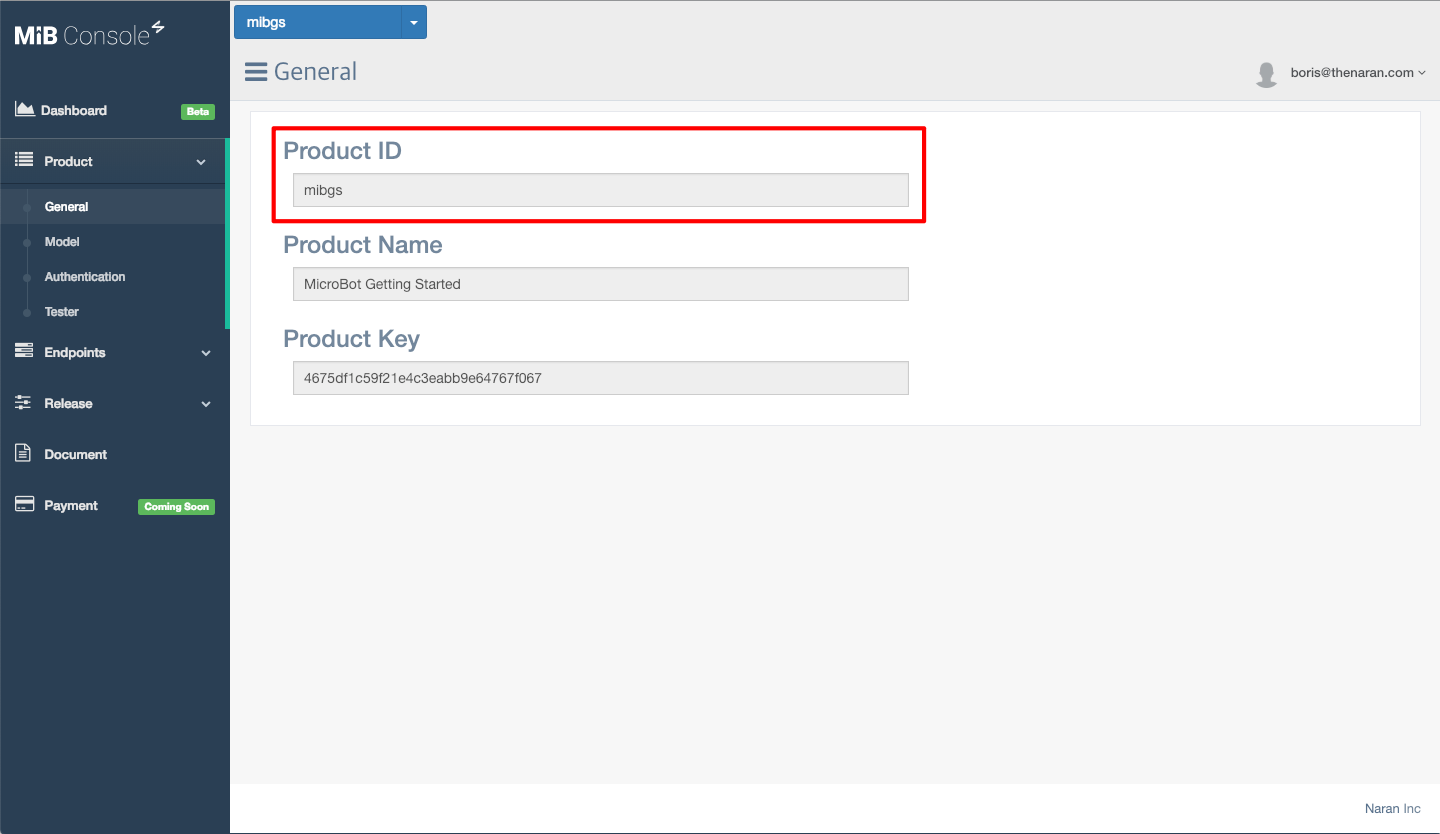 MiB Console
mibgs
General
boris@thenaran.com
Dashboard Beta
Product
General
Model
Authentication
Tester
Endpoints
Release
Document
Payment Coming Soon
Product ID
mibgs
Product Name
MicroBot Getting Started
Product Key
4675df1c59f21e4c3eabb9e64767f067
Naran Inc